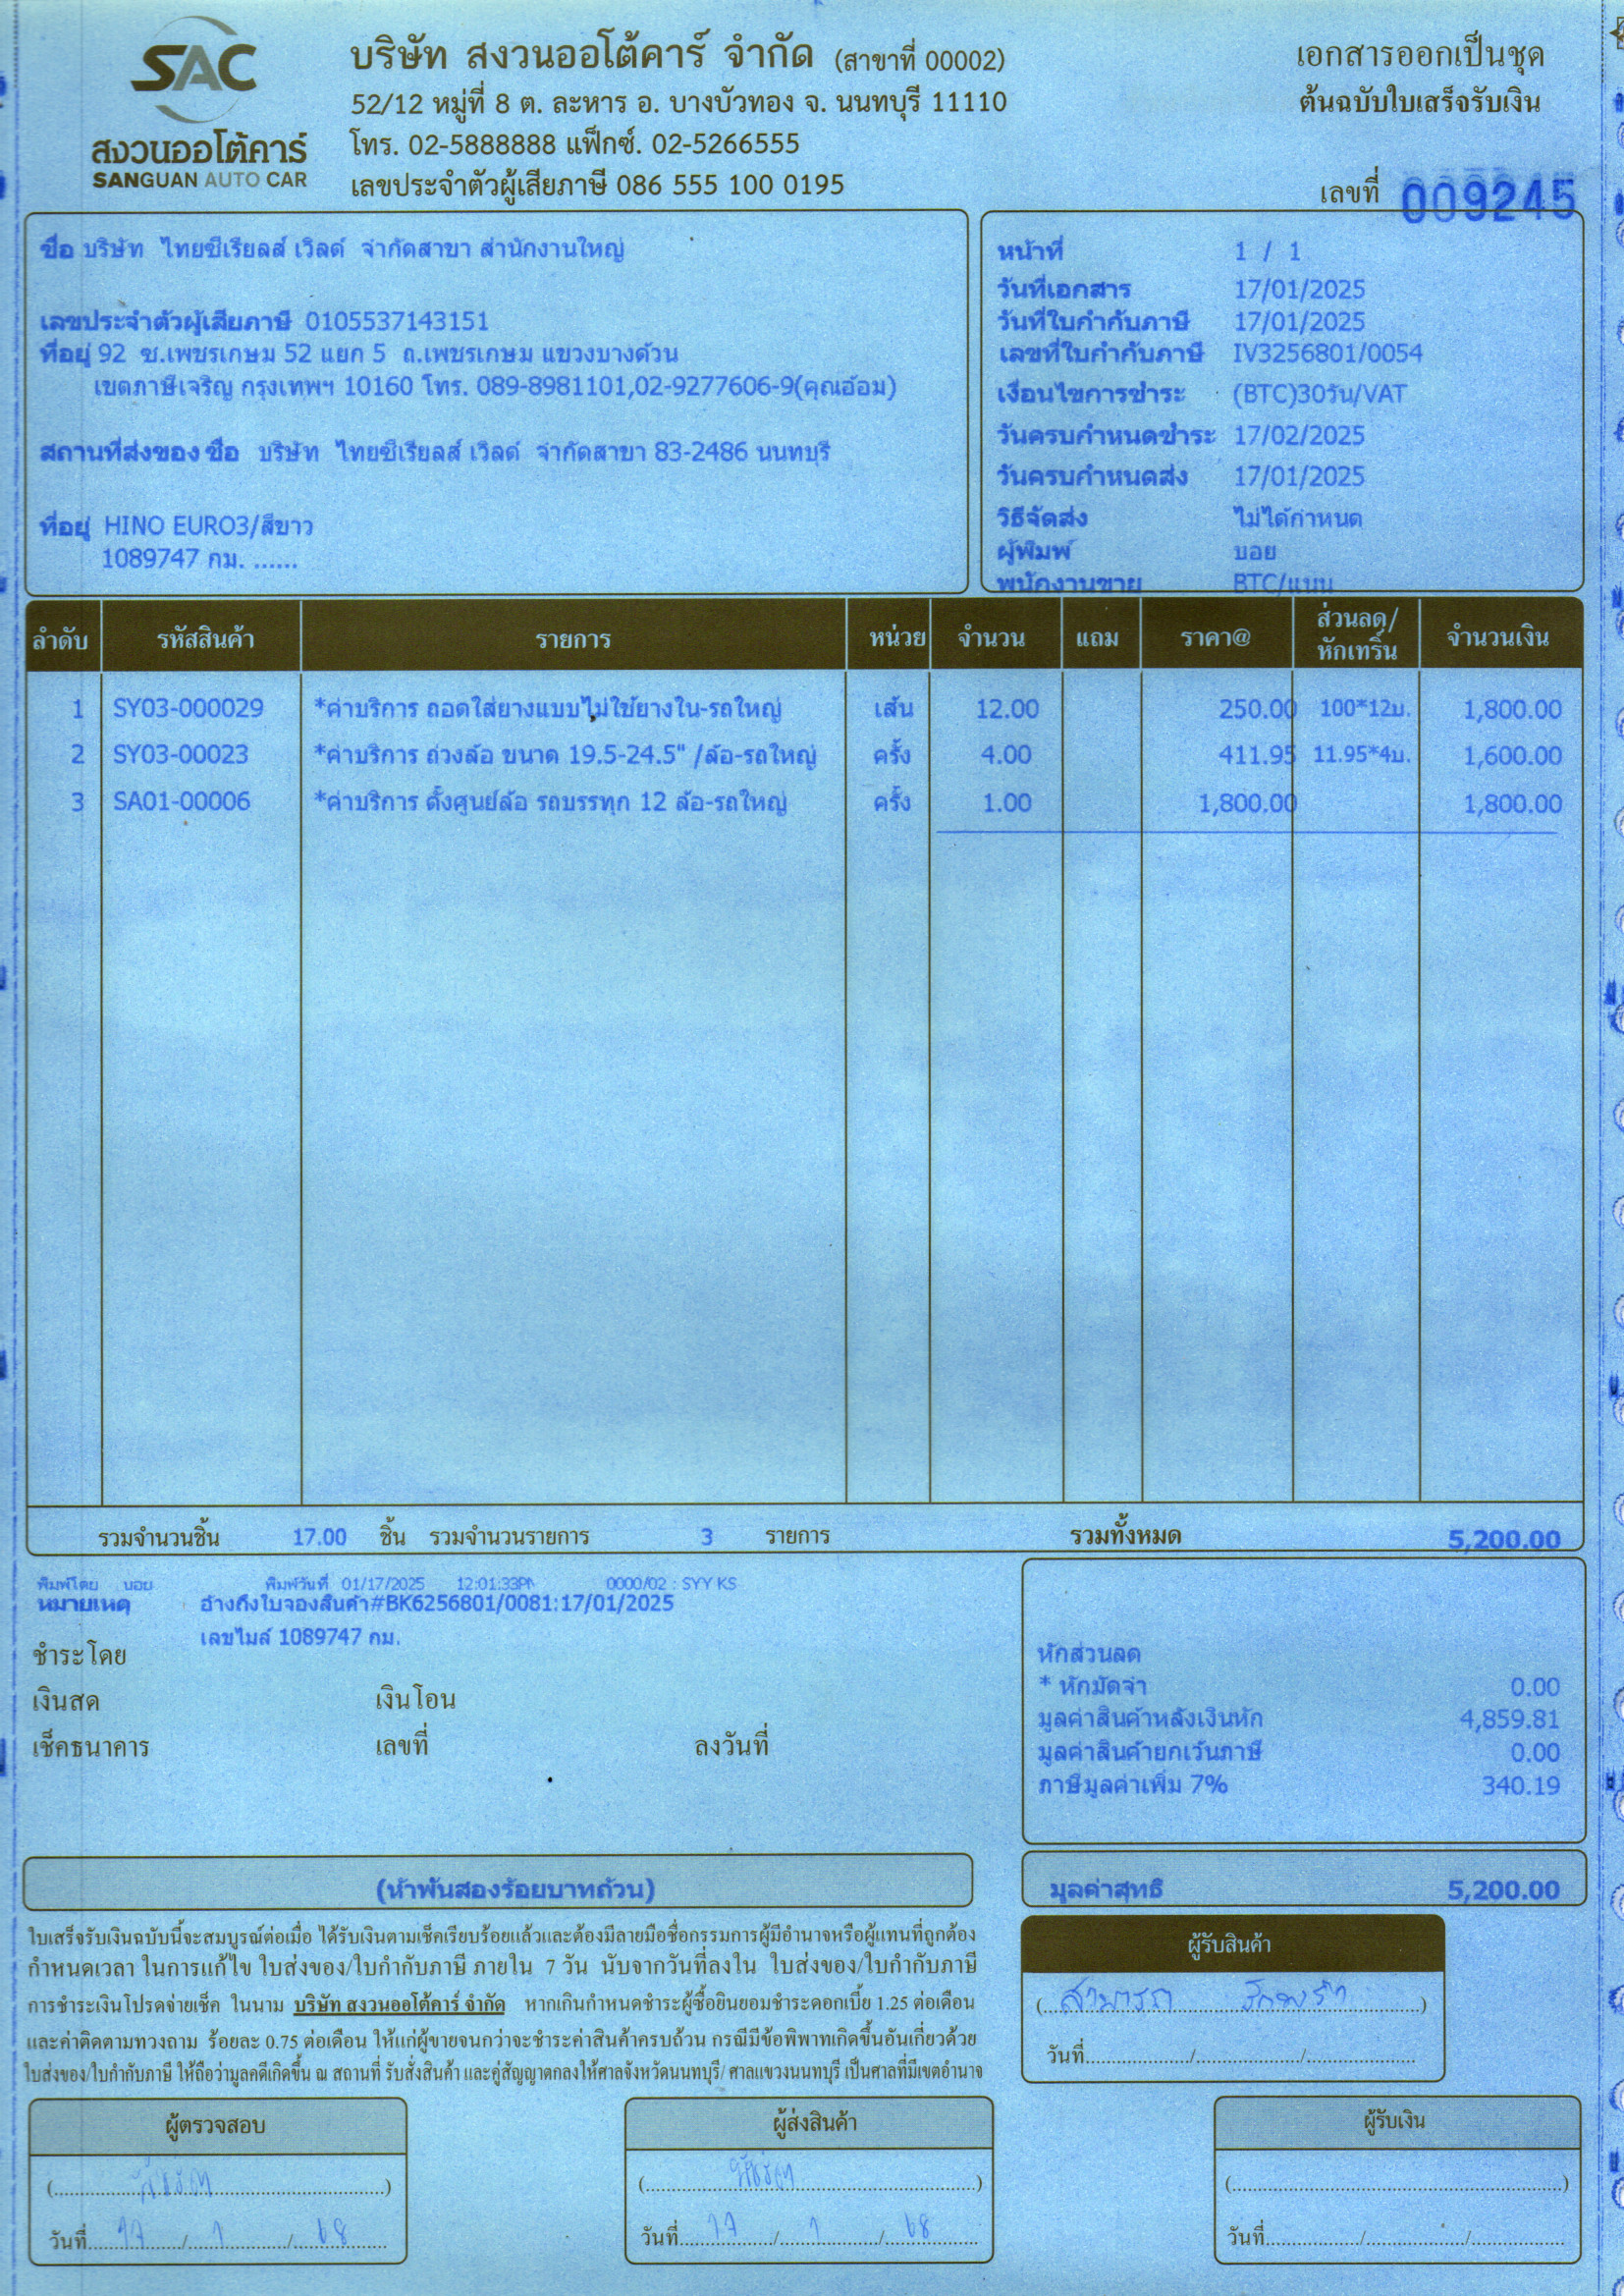 SAC
สงวนออโต้คาร์
SANGUAN AUTO CAR
บริษัท สงวนออโต้คาร์ จำกัด (สาขาที่ 00002)
52/12 หมู่ที่ 8 ต. ละหาร อ. บางบัวทอง จ. นนทบุรี 11110
โทร. 02-5888888 แฟ็กซ์. 02-5266555
เลขประจำตัวผู้เสียภาษี 086 555 100 0195
เอกสารออกเป็นชุด
ต้นฉบับใบเสร็จรับเงิน
เลขที่ 009245
ชื่อ บริษัท ไทยซีเรียลส์ เวิลด์ จำกัดสาขา สำนักงานใหญ่
เลขประจำตัวผู้เสียภาษี 0105537143151
ที่อยู่ 92 ซ.เพชรเกษม 52 แยก 5 ถ.เพชรเกษม แขวงบางด้วน
เขตภาษีเจริญ กรุงเทพฯ 10160 โทร. 089-8981101,02-9277606-9(คุณอ้อม)
สถานที่ส่งของ ชื่อ บริษัท ไทยซีเรียลส์ เวิลด์ จำกัดสาขา 83-2486 นนทบุรี
ที่อยู่ HINO EURO3/สีขาว
1089747 กม. ......
หน้าที่ 1 / 1
วันที่เอกสาร 17/01/2025
วันที่ใบกำกับภาษี 17/01/2025
เลขที่ใบกำกับภาษี IV3256801/0054
เงื่อนไขการชำระ (BTC)30วัน/VAT
วันครบกำหนดชำระ 17/02/2025
วันครบกำหนดส่ง 17/01/2025
วิธีจัดส่ง ไม่ได้กำหนด
ผู้พิมพ์ บอย
พนักงานขาย BTC/แนน
ลำดับ รหัสสินค้า รายการ หน่วย จำนวน แถม ราคา@ ส่วนลด/หักเทริ์น จำนวนเงิน
1 SY03-000029 *ค่าบริการ ถอดใส่ยางแบบไม่ใช้ยางใน-รถใหญ่ เส้น 12.00 250.00 100*12บ. 1,800.00
2 SY03-00023 *ค่าบริการ ถ่วงล้อ ขนาด 19.5-24.5" /ล้อ-รถใหญ่ ครั้ง 4.00 411.95 11.95*4บ. 1,600.00
3 SA01-00006 *ค่าบริการ ตั้งศูนย์ล้อ รถบรรทุก 12 ล้อ-รถใหญ่ ครั้ง 1.00 1,800.00 1,800.00
รวมจำนวนชิ้น 17.00 ชิ้น รวมจำนวนรายการ 3 รายการ รวมทั้งหมด 5,200.00
พิมพ์โดย บอย พิมพ์วันที่ 01/17/2025 12:01:33PM 0000/02 : SYY KS
หมายเหตุ อ้างถึงใบจองสินค้า#BK6256801/0081:17/01/2025
เลขไมล์ 1089747 กม.
ชำระโดย
เงินสด เงินโอน
เช็คธนาคาร เลขที่ ลงวันที่
หักส่วนลด
* หักมัดจำ 0.00
มูลค่าสินค้าหลังเงินหัก 4,859.81
มูลค่าสินค้ายกเว้นภาษี 0.00
ภาษีมูลค่าเพิ่ม 7% 340.19
(ห้าพันสองร้อยบาทถ้วน)
มูลค่าสุทธิ 5,200.00
ใบเสร็จรับเงินฉบับนี้จะสมบูรณ์ต่อเมื่อ ได้รับเงินตามเช็คเรียบร้อยแล้วและต้องมีลายมือชื่อกรรมการผู้มีอำนาจหรือผู้แทนที่ถูกต้อง
กำหนดเวลา ในการแก้ไข ใบส่งของ/ใบกำกับภาษี ภายใน 7 วัน นับจากวันที่ลงใน ใบส่งของ/ใบกำกับภาษี
การชำระเงินโปรดจ่ายเช็ค ในนาม บริษัท สงวนออโต้คาร์ จำกัด หากเกินกำหนดชำระผู้ซื้อยินยอมชำระดอกเบี้ย 1.25 ต่อเดือน
และค่าติดตามทวงถาม ร้อยละ 0.75 ต่อเดือน ให้แก่ผู้ขายจนกว่าจะชำระค่าสินค้าครบถ้วน กรณีมีข้อพิพาทเกิดขึ้นอันเกี่ยวด้วย
ใบส่งของ/ใบกำกับภาษี ให้ถือว่ามูลคดีเกิดขึ้น ณ สถานที่ รับสั่งสินค้า และคู่สัญญาตกลงให้ศาลจังหวัดนนทบุรี/ ศาลแขวงนนทบุรี เป็นศาลที่มีเขตอำนาจ
ผู้รับสินค้า
(สามารถ)
วันที่......./......./.......
ผู้ตรวจสอบ
วันที่ 17 / 1 / 68
ผู้ส่งสินค้า
วันที่ 17 / 1 / 68
ผู้รับเงิน
(..............)
วันที่......./......./.......